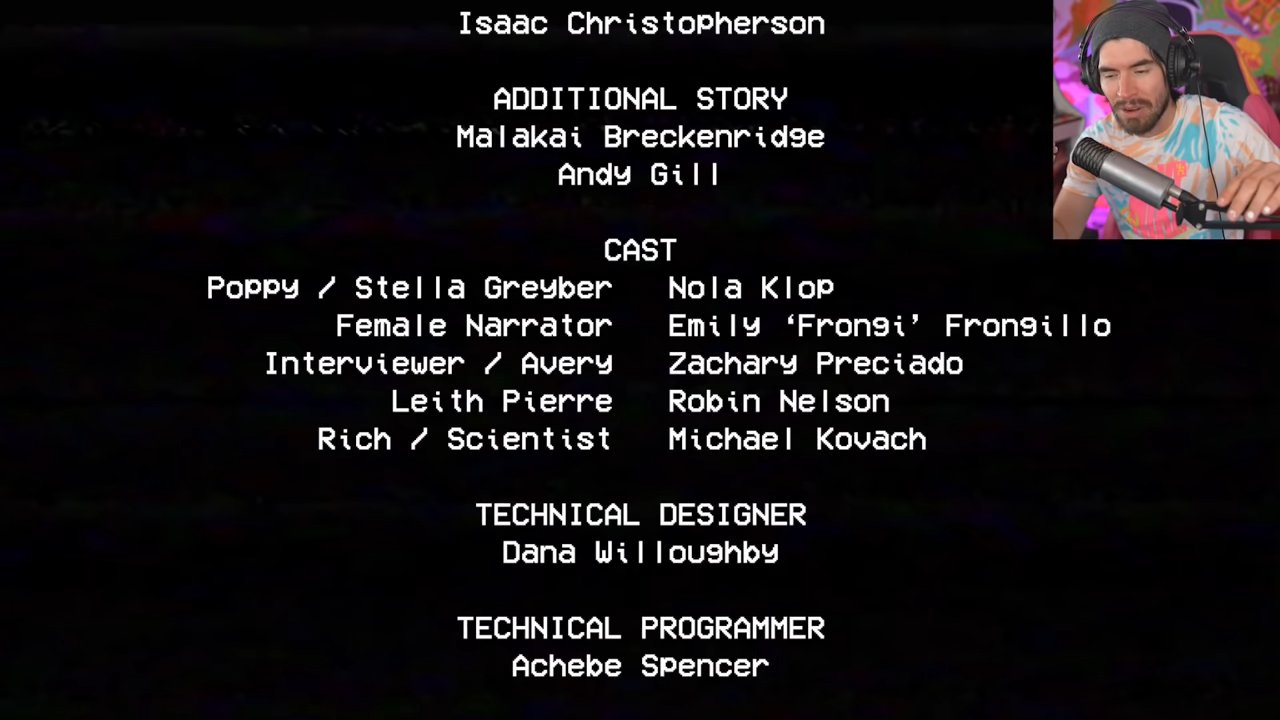 Isaac Christopherson
ADDITIONAL STORY
Malakai Breckenridge
Andy Gill
CAST
Poppy / Stella Greyber Nola Klop
Female Narrator Emily ‘Frongi’ Frongillo
Interviewer / Avery Zachary Preciado
Leith Pierre Robin Nelson
Rich / Scientist Michael Kovach
TECHNICAL DESIGNER
Dana Willoughby
TECHNICAL PROGRAMMER
Achebe Spencer